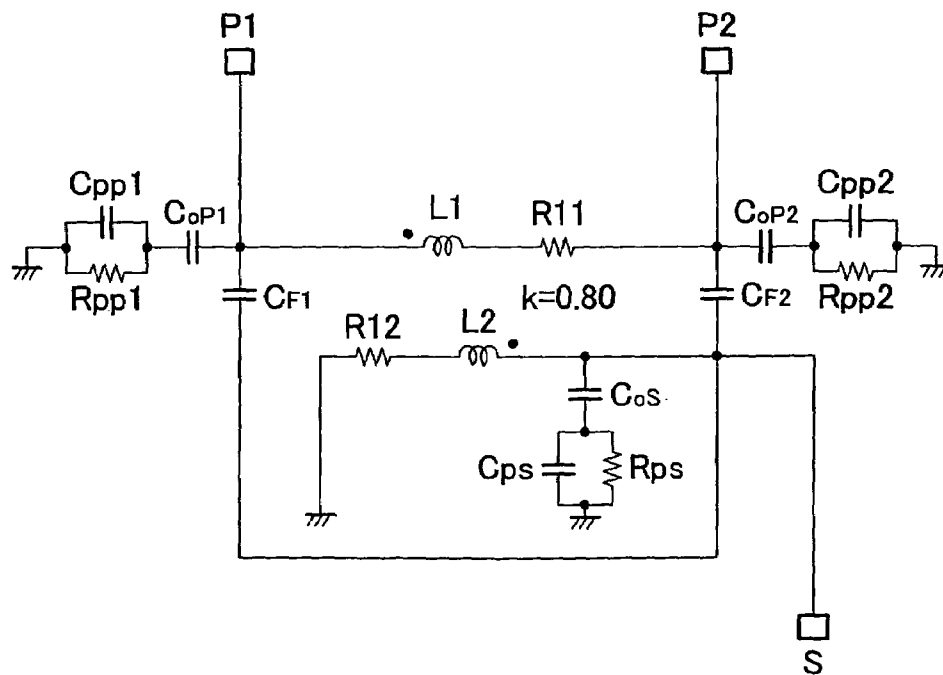 P1
P2
Cpp1
CoP1
Rpp1
L1
R11
CoP2
Cpp2
Rpp2
CF1
k=0.80
CF2
R12
L2
CoS
Cps
Rps
S